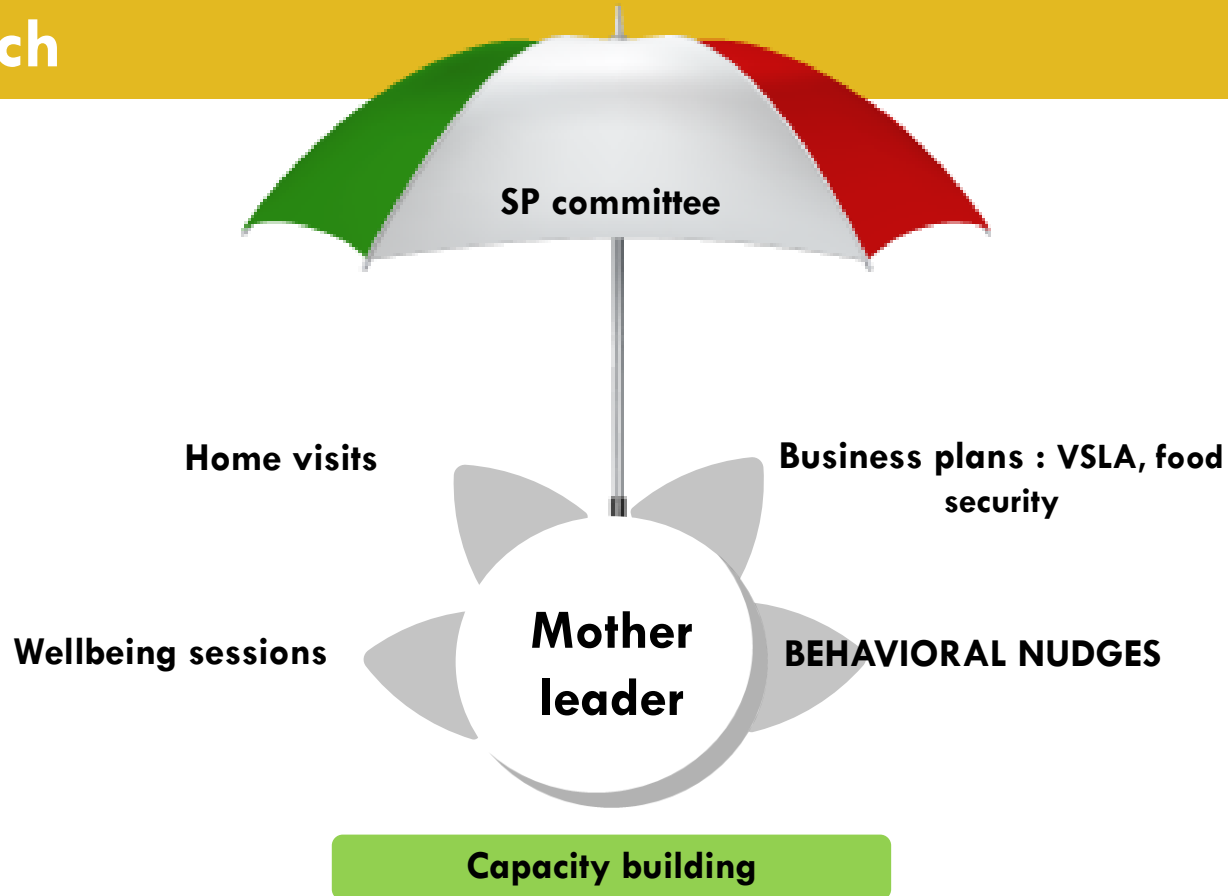 ch
SP committee
Home visits
Business plans : VSLA, food
security
Mother
leader
Wellbeing sessions
BEHAVIORAL NUDGES
Capacity building